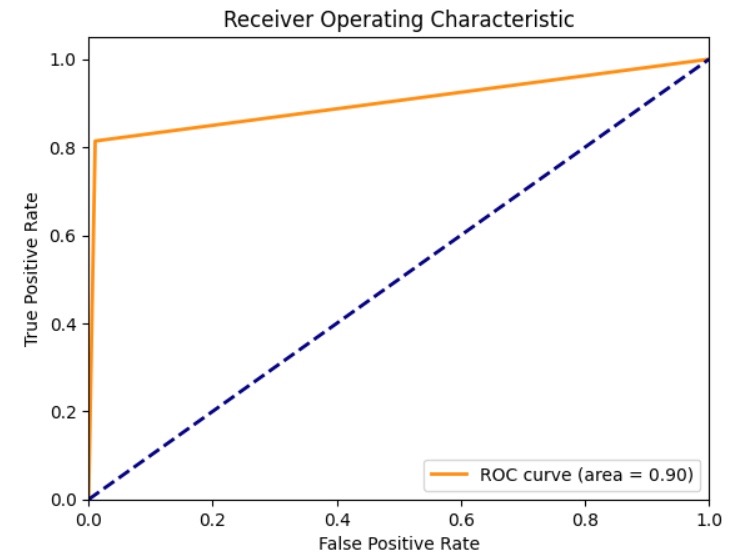 Receiver Operating Characteristic
1.0
0.8
0.6
0.4
0.2
0.0
True Positive Rate
ROC curve (area = 0.90)
0.0 0.2 0.4 0.6 0.8 1.0
False Positive Rate